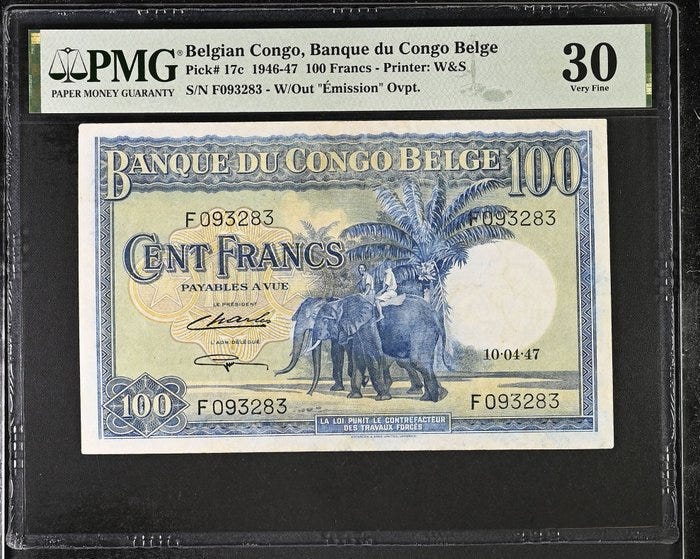 PMG®
PAPER MONEY GUARANTY
Belgian Congo, Banque du Congo Belge
Pick# 17c 1946-47 100 Francs - Printer: W&S
S/N F093283 - W/Out "Émission" Ovpt.
30
Very Fine
BANQUE DU CONGO BELGE 100
F093283 F093283
CENT FRANCS
PAYABLES A VUE
LE PRÉSIDENT
L'ADM. DÉLÉGUÉ
10·04·47
100 F093283 F093283
LA LOI PUNIT LE CONTREFACTEUR
DES TRAVAUX FORCÉS